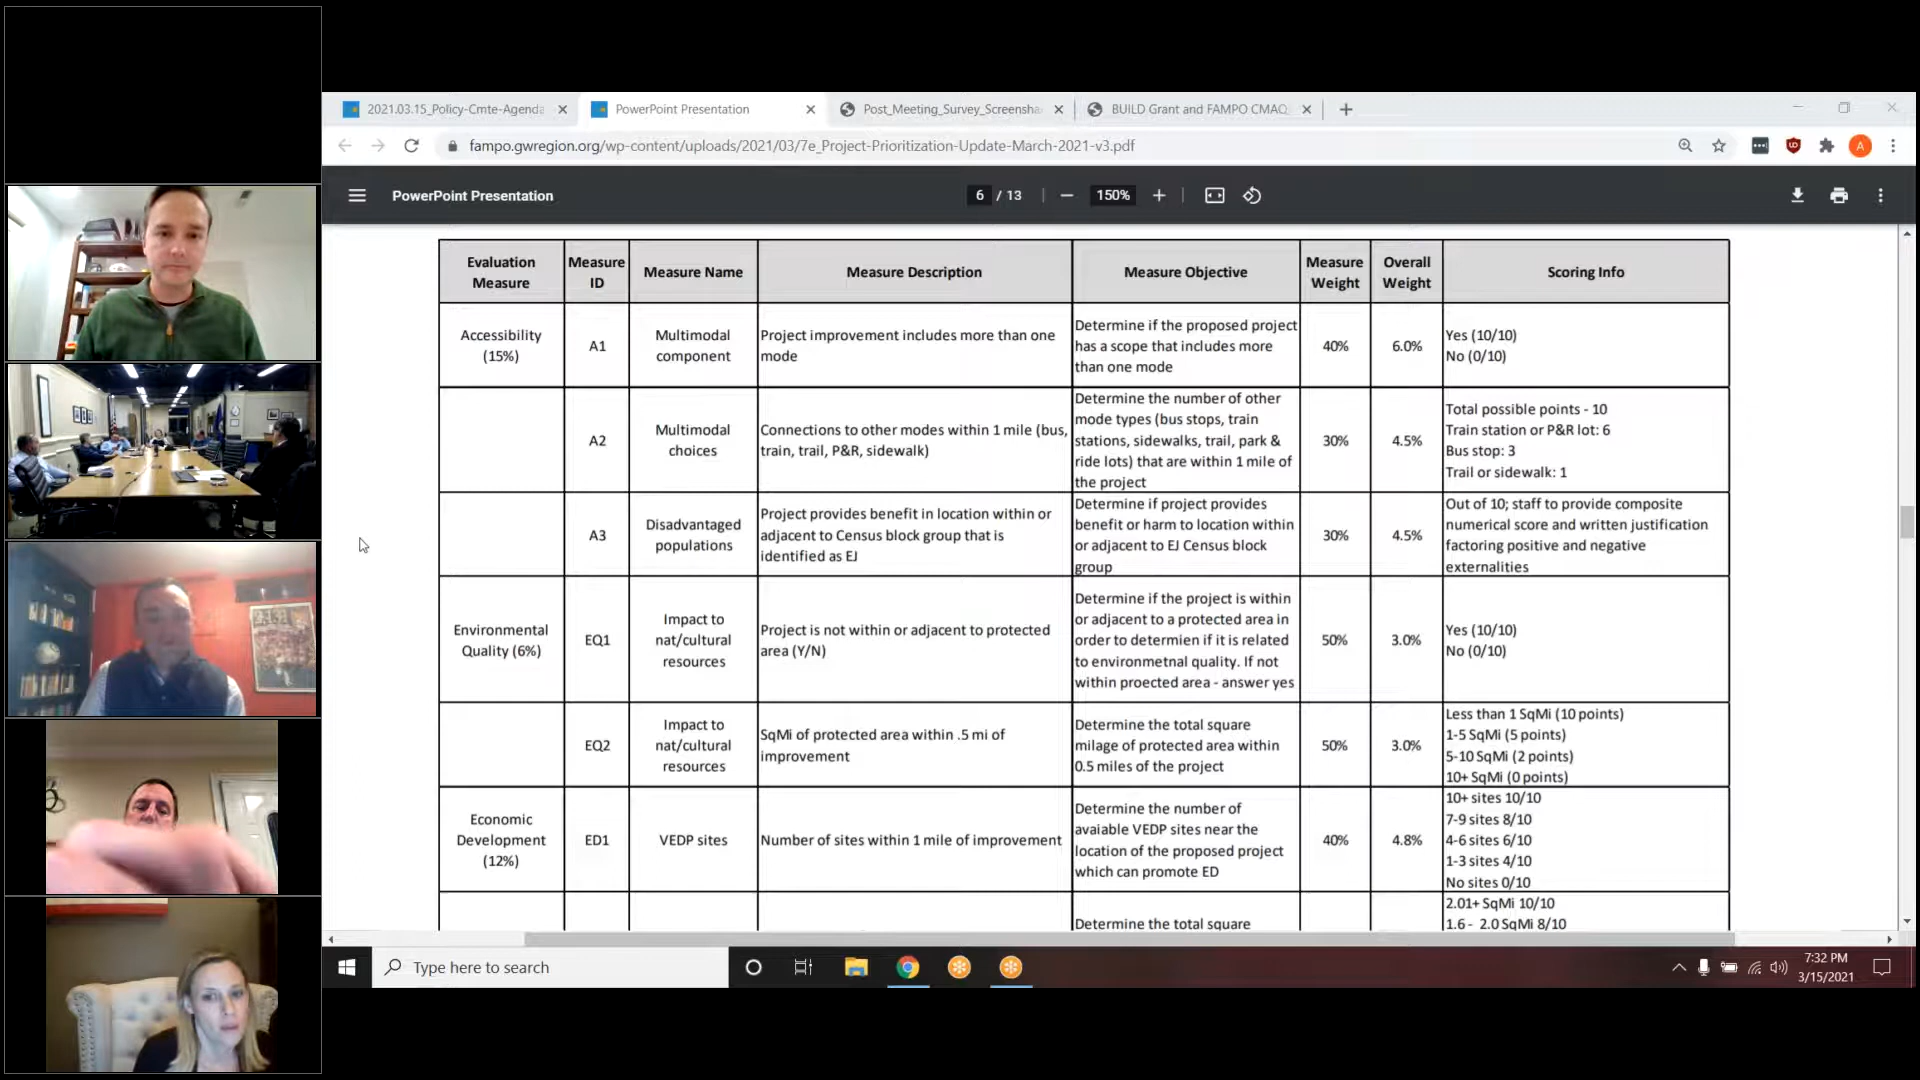 2021.03.15_Policy-Cmte-Agenda
PowerPoint Presentation
Post_Meeting_Survey_Screensha
BUILD Grant and FAMPO CMAQ
fampo.gwregion.org/wp-content/uploads/2021/03/7e_Project-Prioritization-Update-March-2021-v3.pdf
A
PowerPoint Presentation
6 / 13
150%
Evaluation
Measure
Measure
ID
Measure Name
Measure Description
Measure Objective
Measure
Weight
Overall
Weight
Scoring Info
Accessibility
(15%)
A1
Multimodal
component
Project improvement includes more than one
mode
Determine if the proposed project
has a scope that includes more
than one mode
40%
6.0%
Yes (10/10)
No (0/10)
A2
Multimodal
choices
Connections to other modes within 1 mile (bus,
train, trail, P&R, sidewalk)
Determine the number of other
mode types (bus stops, train
stations, sidewalks, trail, park &
ride lots) that are within 1 mile of
the project
30%
4.5%
Total possible points - 10
Train station or P&R lot: 6
Bus stop: 3
Trail or sidewalk: 1
A3
Disadvantaged
populations
Project provides benefit in location within or
adjacent to Census block group that is
identified as EJ
Determine if project provides
benefit or harm to location within
or adjacent to EJ Census block
group
30%
4.5%
Out of 10; staff to provide composite
numerical score and written justification
factoring positive and negative
externalities
Environmental
Quality (6%)
EQ1
Impact to
nat/cultural
resources
Project is not within or adjacent to protected
area (Y/N)
Determine if the project is within
or adjacent to a protected area in
order to determien if it is related
to environmetnal quality. If not
within proected area - answer yes
50%
3.0%
Yes (10/10)
No (0/10)
EQ2
Impact to
nat/cultural
resources
SqMi of protected area within .5 mi of
improvement
Determine the total square
milage of protected area within
0.5 miles of the project
50%
3.0%
Less than 1 SqMi (10 points)
1-5 SqMi (5 points)
5-10 SqMi (2 points)
10+ SqMi (0 points)
Economic
Development
(12%)
ED1
VEDP sites
Number of sites within 1 mile of improvement
Determine the number of
avaiable VEDP sites near the
location of the proposed project
which can promote ED
40%
4.8%
10+ sites 10/10
7-9 sites 8/10
4-6 sites 6/10
1-3 sites 4/10
No sites 0/10
Determine the total square
2.01+ SqMi 10/10
1.6 - 2.0 SqMi 8/10
Type here to search
7:32 PM
3/15/2021